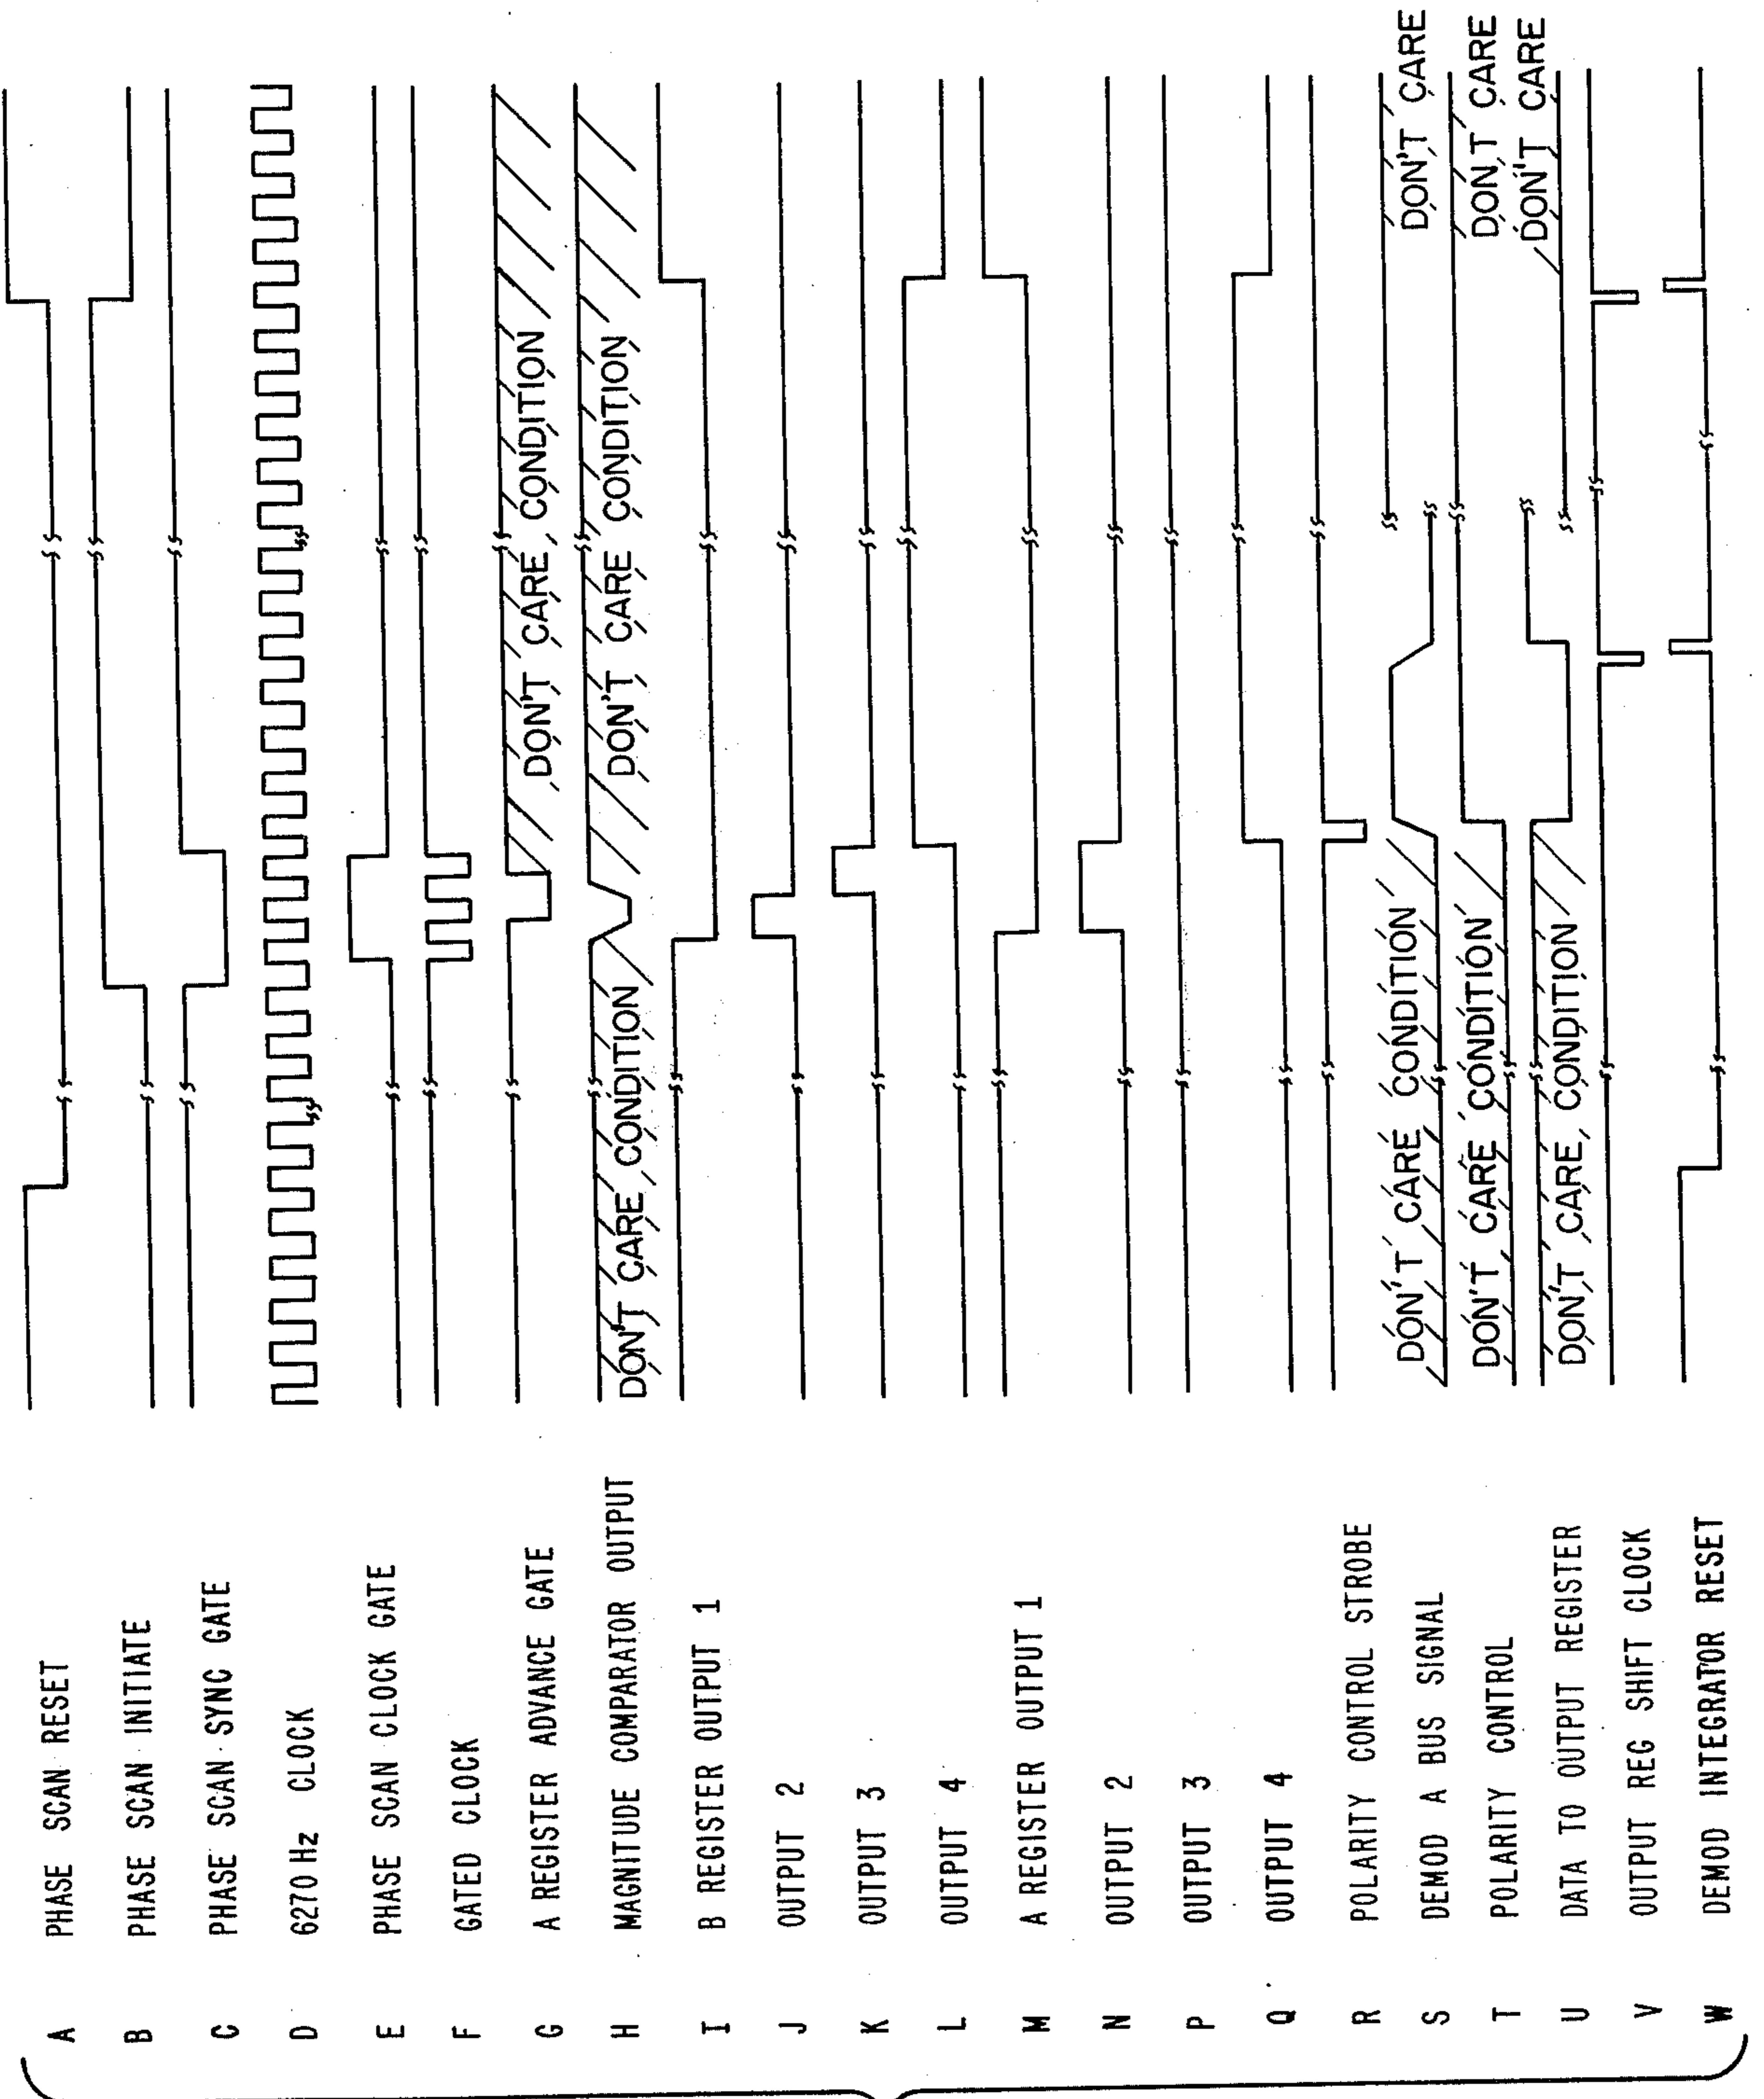 A PHASE SCAN RESET
B PHASE SCAN INITIATE
C PHASE SCAN SYNC GATE
D 6270 Hz CLOCK
E PHASE SCAN CLOCK GATE
F GATED CLOCK
G A REGISTER ADVANCE GATE
DON'T CARE CONDITION
H MAGNITUDE COMPARATOR OUTPUT
DON'T CARE CONDITION
DON'T CARE CONDITION
I B REGISTER OUTPUT 1
J OUTPUT 2
K OUTPUT 3
L OUTPUT 4
M A REGISTER OUTPUT 1
N OUTPUT 2
P OUTPUT 3
Q OUTPUT 4
R POLARITY CONTROL STROBE
S DEMOD A BUS SIGNAL
DON'T CARE CONDITION
DON'T CARE
T POLARITY CONTROL
DON'T CARE CONDITION
DON'T CARE
U DATA TO OUTPUT REGISTER
DON'T CARE CONDITION
DON'T CARE
V OUTPUT REG SHIFT CLOCK
W DEMOD INTEGRATOR RESET